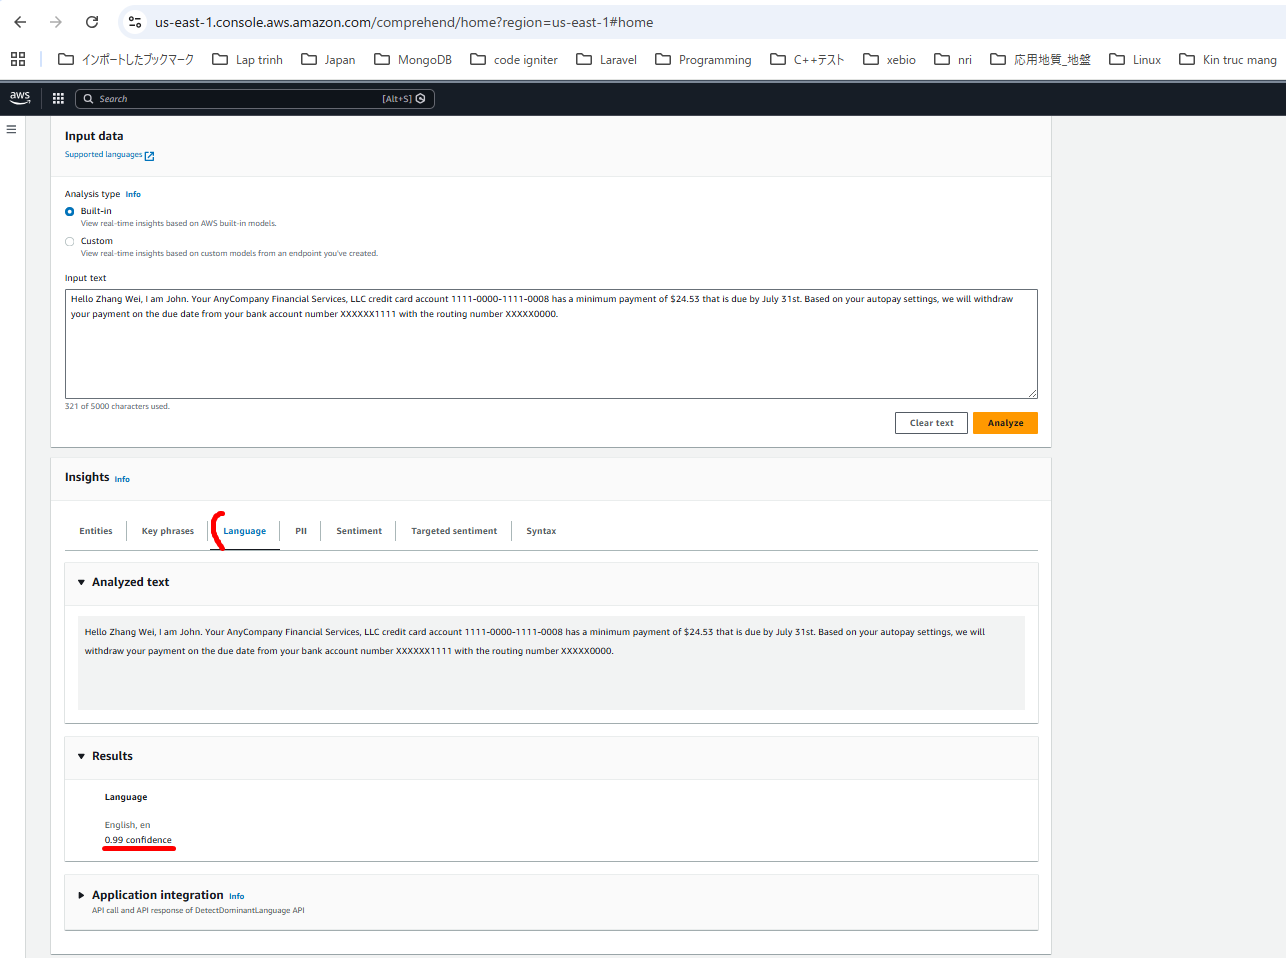 us-east-1.console.aws.amazon.com/comprehend/home?region=us-east-1#home
インポートしたブックマーク Lap trinh Japan MongoDB code igniter Laravel Programming C++テスト xebio nri 応用地質_地盤 Linux Kin truc mang
aws Search [Alt+S]
Input data
Supported languages
Analysis type Info
Built-in
View real-time insights based on AWS built-in models.
Custom
View real-time insights based on custom models from an endpoint you've created.
Input text
Hello Zhang Wei, I am John. Your AnyCompany Financial Services, LLC credit card account 1111-0000-1111-0008 has a minimum payment of $24.53 that is due by July 31st. Based on your autopay settings, we will withdraw
your payment on the due date from your bank account number XXXXXX1111 with the routing number XXXXX0000.
321 of 5000 characters used.
Clear text Analyze
Insights Info
Entities Key phrases Language PII Sentiment Targeted sentiment Syntax
Analyzed text
Hello Zhang Wei, I am John. Your AnyCompany Financial Services, LLC credit card account 1111-0000-1111-0008 has a minimum payment of $24.53 that is due by July 31st. Based on your autopay settings, we will
withdraw your payment on the due date from your bank account number XXXXXX1111 with the routing number XXXXX0000.
Results
Language
English, en
0.99 confidence
Application integration Info
API call and API response of DetectDominantLanguage API